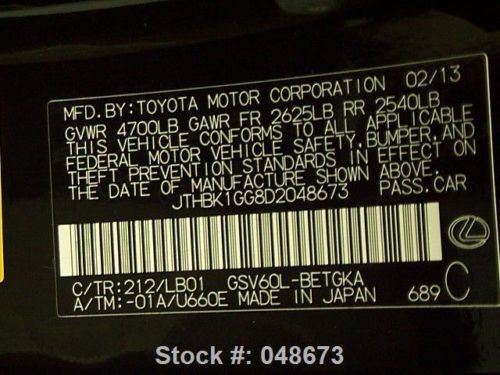 MFD. BY: TOYOTA MOTOR CORPORATION 02/13
GVWR 4700LB GAWR FR 2625LB RR 2540LB
THIS VEHICLE CONFORMS TO ALL APPLICABLE
FEDERAL MOTOR VEHICLE SAFETY, BUMPER, AND
THEFT PREVENTION STANDARDS IN EFFECT ON
THE DATE OF MANUFACTURE SHOWN ABOVE.
JTHBK1GG8D2048673 PASS. CAR
C/TR: 212/LB01 GSV60L-BETGKA
A/TM: -01A/U660E MADE IN JAPAN 689 C
Stock #: 048673